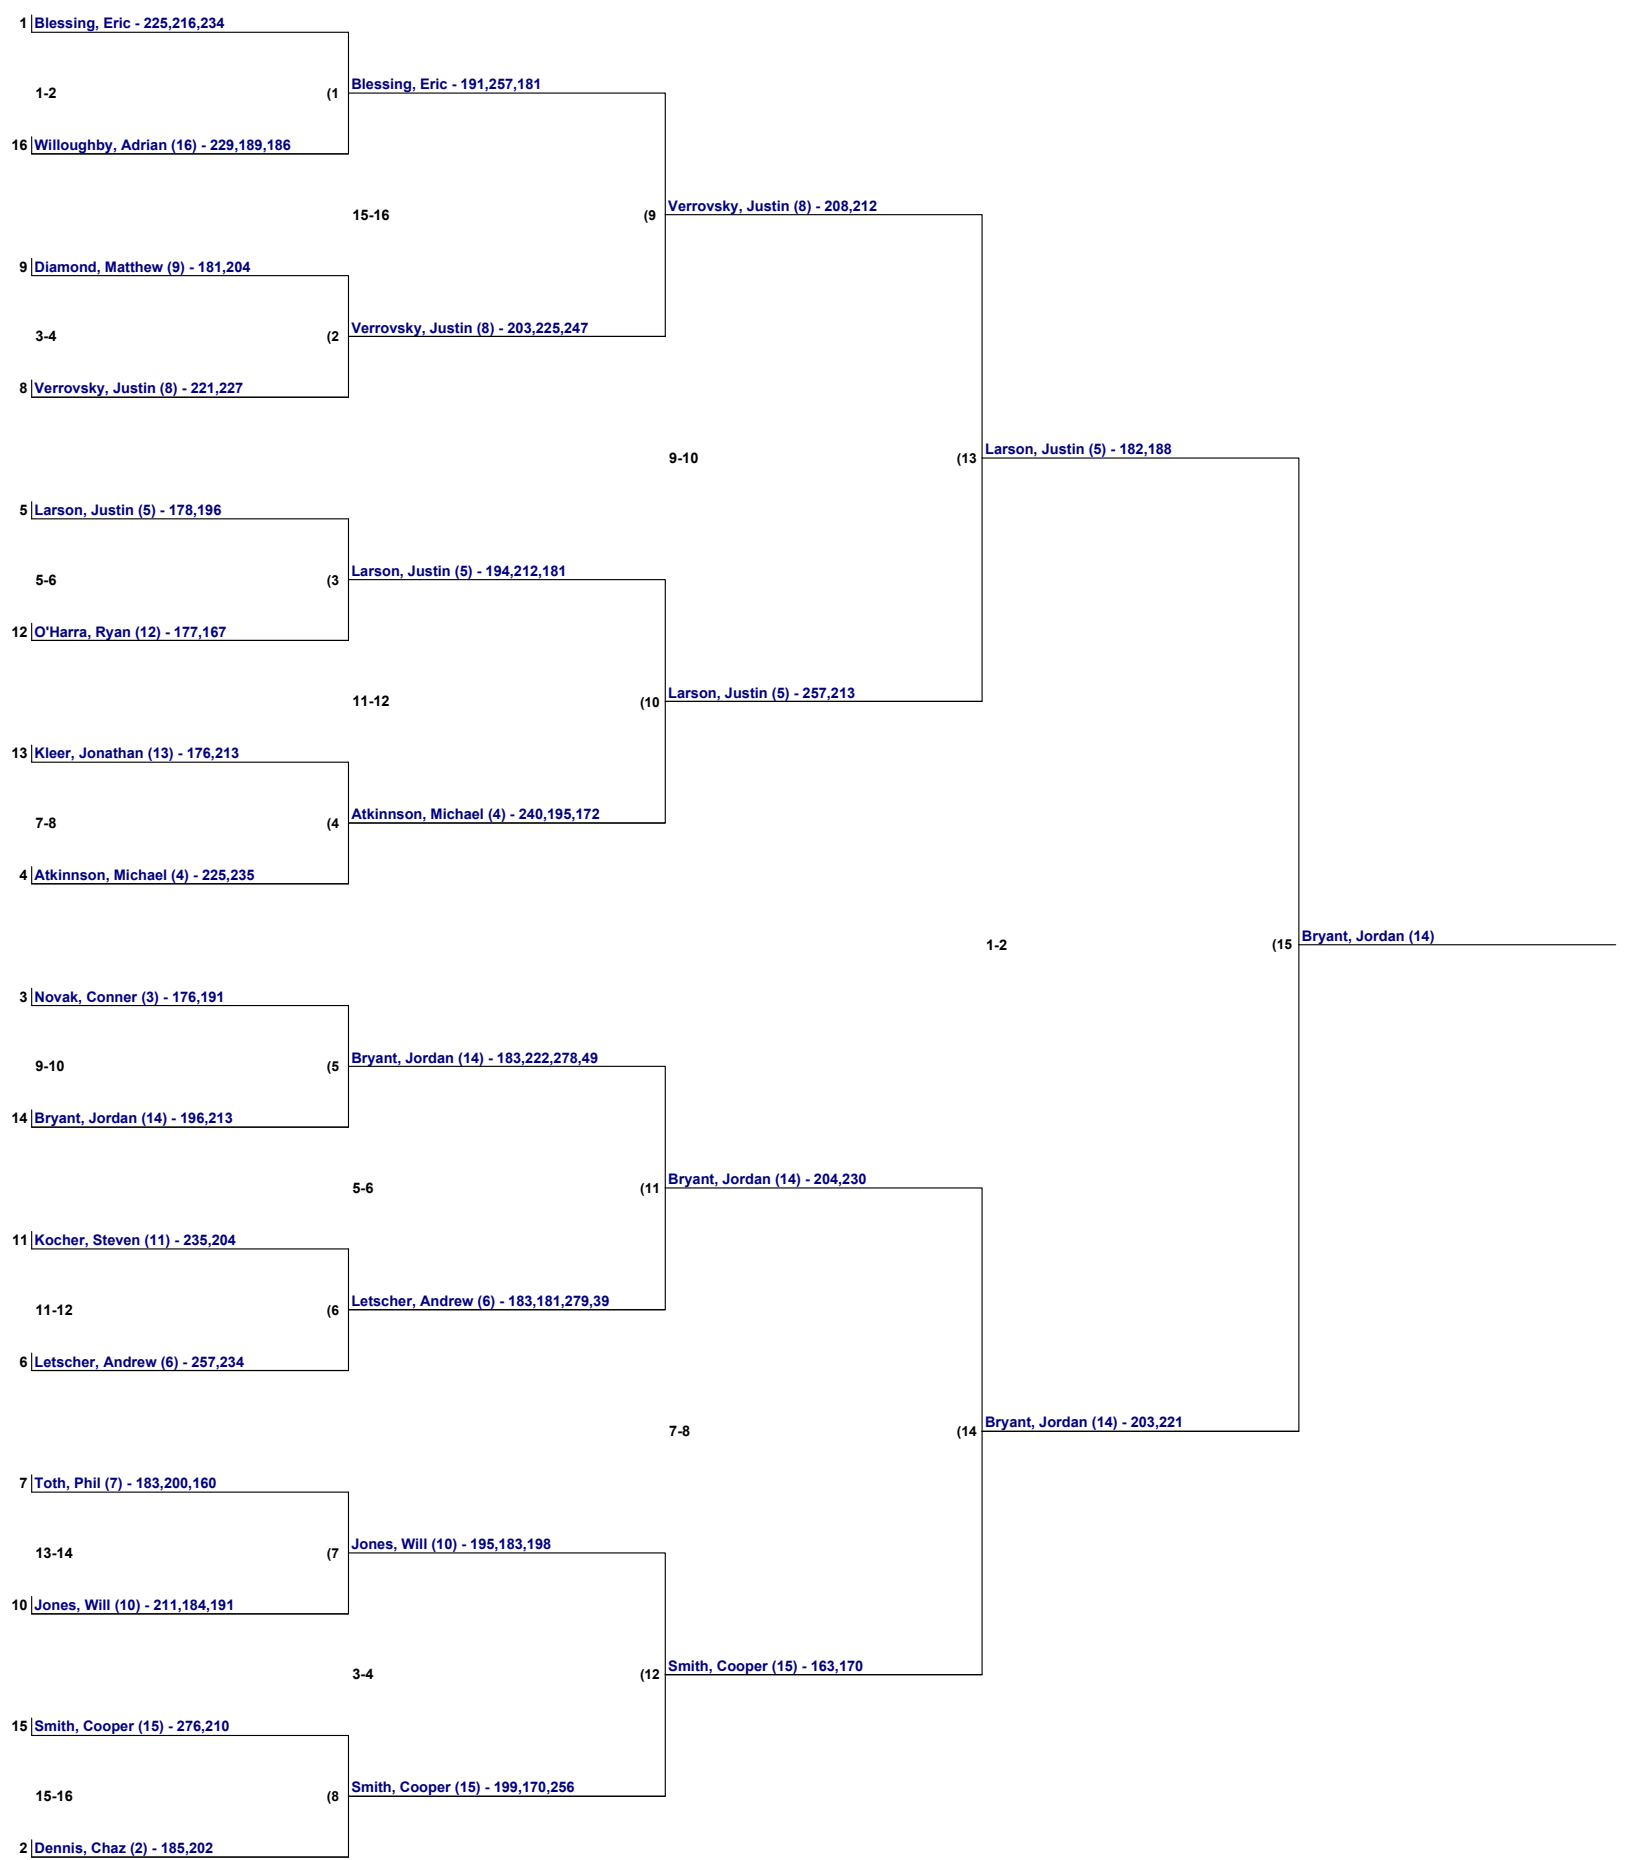 1 Blessing, Eric - 225,216,234
Blessing, Eric - 191,257,181
1-2 (1
16 Willoughby, Adrian (16) - 229,189,186
Verrovsky, Justin (8) - 208,212
15-16 (9
9 Diamond, Matthew (9) - 181,204
Verrovsky, Justin (8) - 203,225,247
3-4 (2
8 Verrovsky, Justin (8) - 221,227
Larson, Justin (5) - 182,188
9-10 (13
5 Larson, Justin (5) - 178,196
Larson, Justin (5) - 194,212,181
5-6 (3
12 O'Harra, Ryan (12) - 177,167
Larson, Justin (5) - 257,213
11-12 (10
13 Kleer, Jonathan (13) - 176,213
Atkinnson, Michael (4) - 240,195,172
7-8 (4
4 Atkinnson, Michael (4) - 225,235
Bryant, Jordan (14)
1-2 (15
3 Novak, Conner (3) - 176,191
Bryant, Jordan (14) - 183,222,278,49
9-10 (5
14 Bryant, Jordan (14) - 196,213
Bryant, Jordan (14) - 204,230
5-6 (11
11 Kocher, Steven (11) - 235,204
Letscher, Andrew (6) - 183,181,279,39
11-12 (6
6 Letscher, Andrew (6) - 257,234
Bryant, Jordan (14) - 203,221
7-8 (14
7 Toth, Phil (7) - 183,200,160
Jones, Will (10) - 195,183,198
13-14 (7
10 Jones, Will (10) - 211,184,191
Smith, Cooper (15) - 163,170
3-4 (12
15 Smith, Cooper (15) - 276,210
Smith, Cooper (15) - 199,170,256
15-16 (8
2 Dennis, Chaz (2) - 185,202